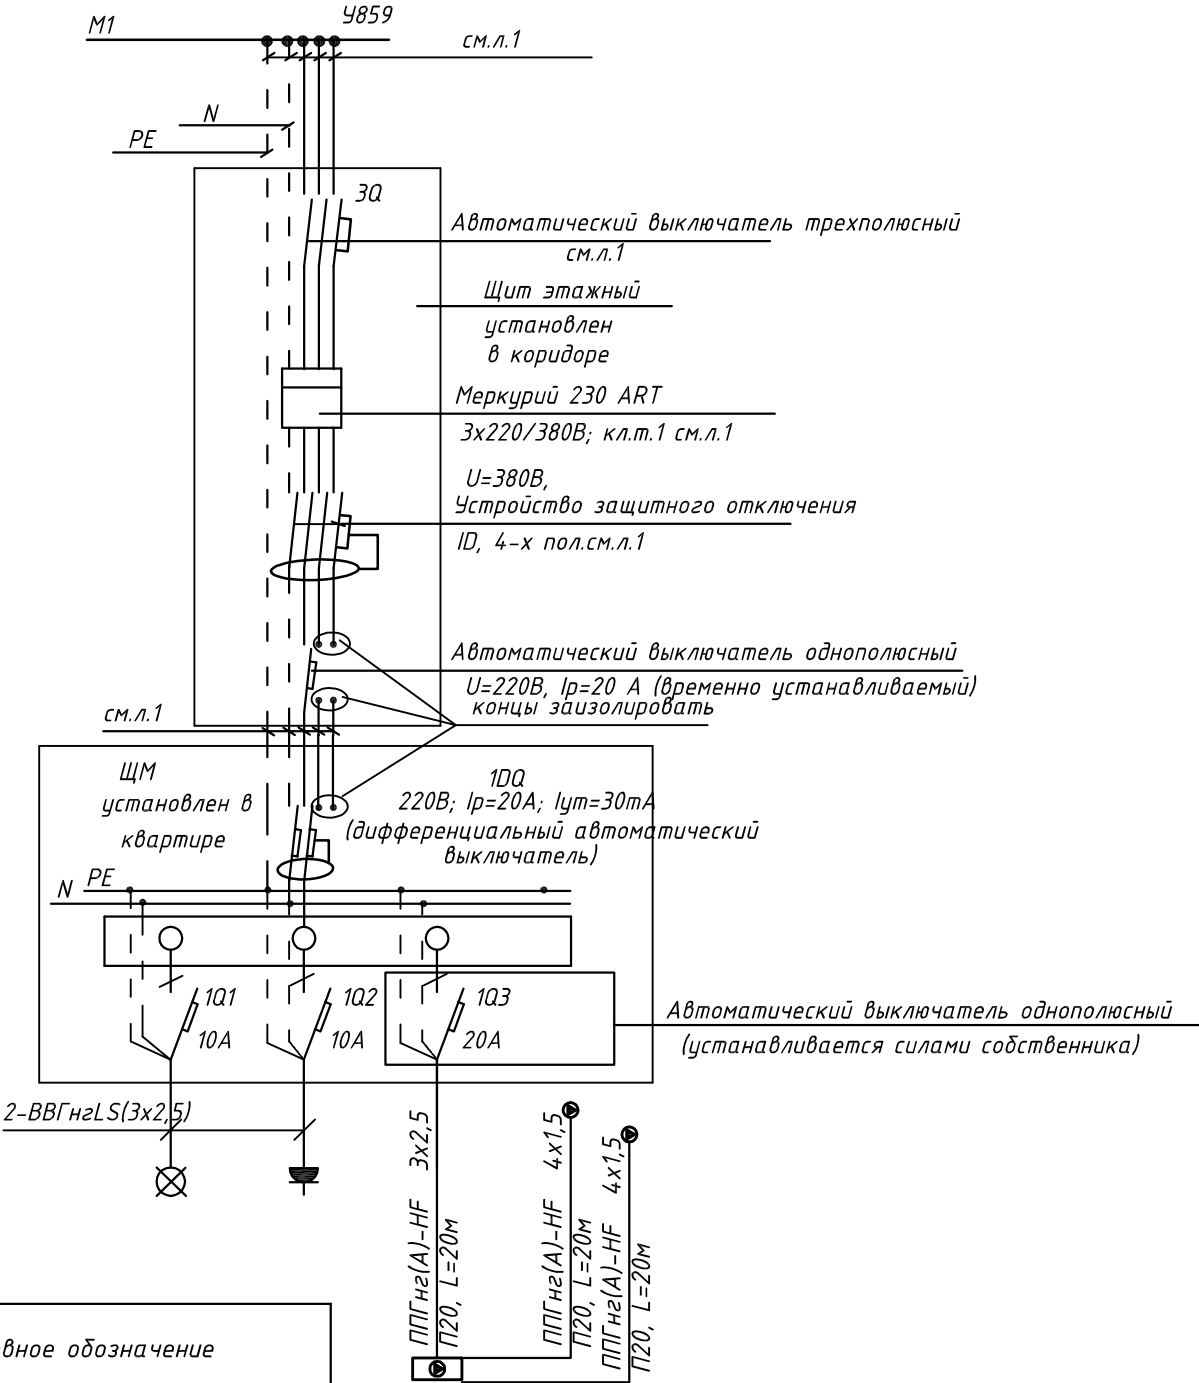 М1
У859
см.л.1
N
PE
3Q
Автоматический выключатель трехполюсный
см.л.1
Щит этажный
установлен
в коридоре
Меркурий 230 ART
3х220/380В; кл.т.1 см.л.1
U=380В,
Устройство защитного отключения
ID, 4-х пол.см.л.1
Автоматический выключатель однополюсный
U=220В, Iр=20 А (временно устанавливаемый)
концы заизолировать
см.л.1
ЩМ
установлен в
квартире
1DQ
220В; Iр=20А; Iут=30mA
(дифференциальный автоматический
выключатель)
PE
N
1Q1
10А
1Q2
10А
1Q3
20А
Автоматический выключатель однополюсный
(устанавливается силами собственника)
2-ВВГнгLS(3х2,5)
ППГнг(А)-HF 3х2,5
П20, L=20м
ППГнг(А)-HF 4х1,5
П20, L=20м
ППГнг(А)-HF 4х1,5
П20, L=20м
вное обозначение